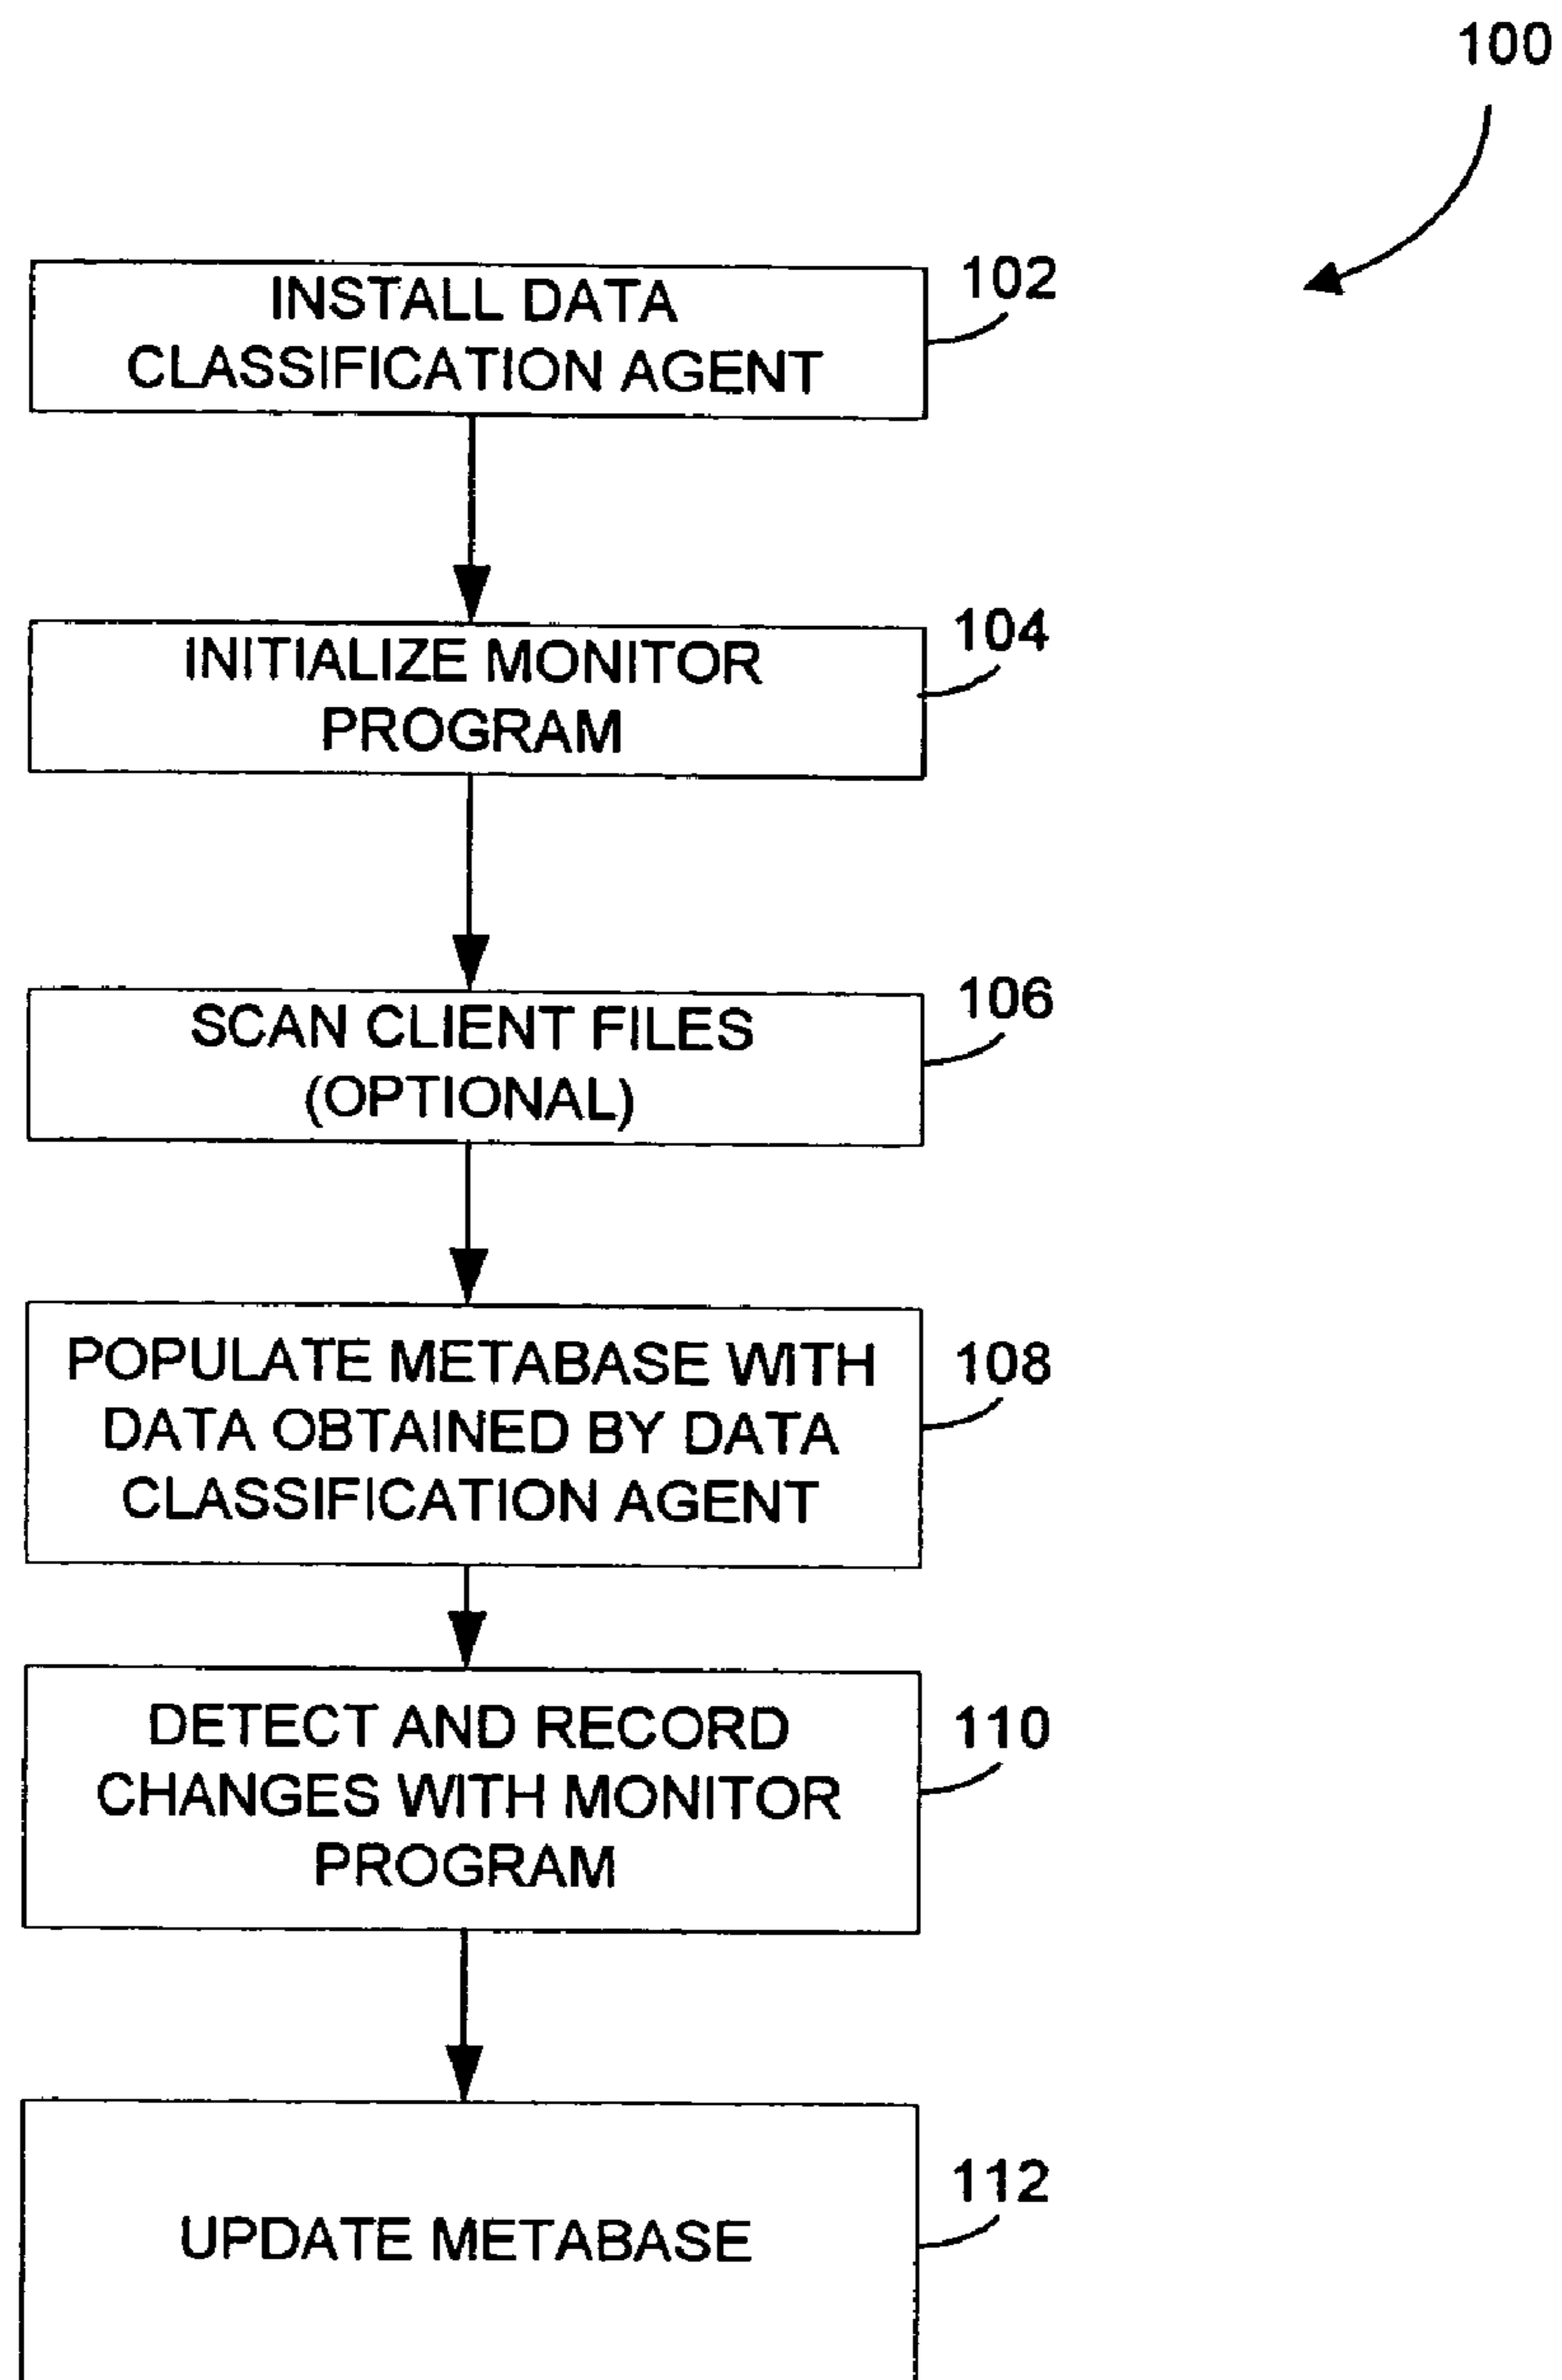 100
INSTALL DATA
CLASSIFICATION AGENT
102
INITIALIZE MONITOR
PROGRAM
104
SCAN CLIENT FILES
(OPTIONAL)
106
POPULATE METABASE WITH
DATA OBTAINED BY DATA
CLASSIFICATION AGENT
108
DETECT AND RECORD
CHANGES WITH MONITOR
PROGRAM
110
UPDATE METABASE
112